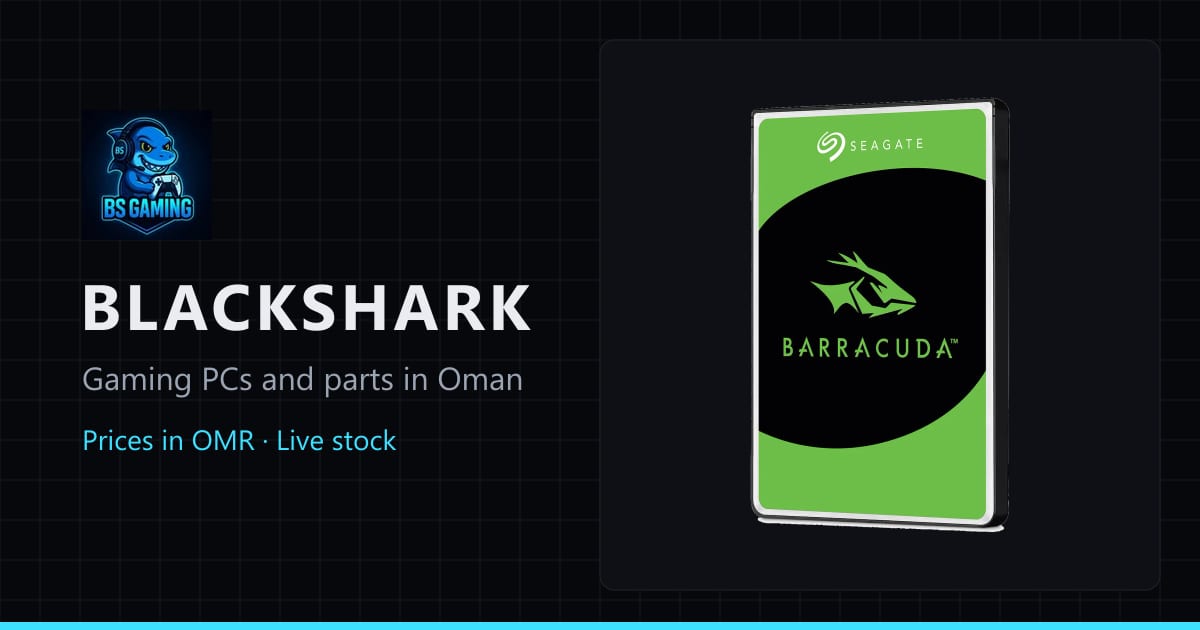 BS
BS GAMING
BLACKSHARK
Gaming PCs and parts in Oman
Prices in OMR · Live stock
SEAGATE
BARRACUDA™